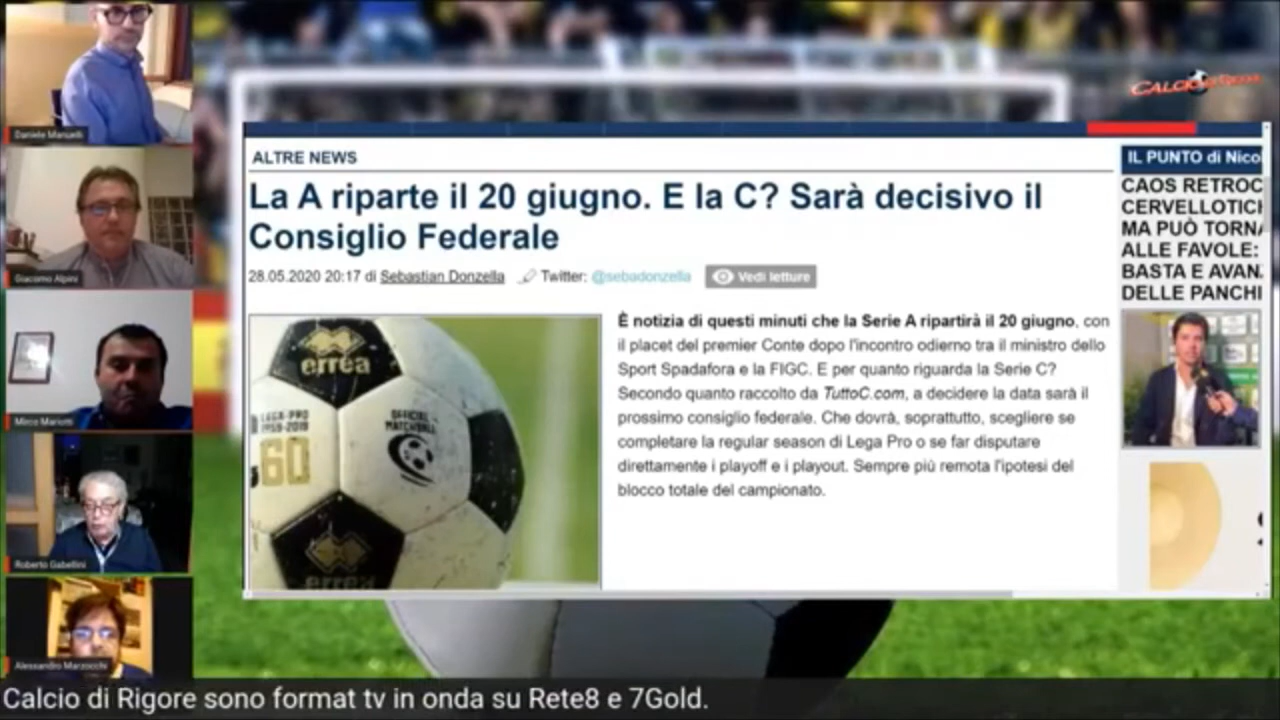 Daniele Manuelli
Giacomo Alpini
Mirco Mariotti
Roberto Gabellini
Alessandro Marzocchi
ALTRE NEWS
La A riparte il 20 giugno. E la C? Sarà decisivo il
Consiglio Federale
28.05.2020 20:17 di Sebastian Donzella Twitter: @sebadonzella Vedi letture
errea
LEGA-PRO
1959-2019
60
OFFICIAL
MATCHBALL
errea
È notizia di questi minuti che la Serie A ripartirà il 20 giugno, con
il placet del premier Conte dopo l'incontro odierno tra il ministro dello
Sport Spadafora e la FIGC. E per quanto riguarda la Serie C?
Secondo quanto raccolto da TuttoC.com, a decidere la data sarà il
prossimo consiglio federale. Che dovrà, soprattutto, scegliere se
completare la regular season di Lega Pro o se far disputare
direttamente i playoff e i playout. Sempre più remota l'ipotesi del
blocco totale del campionato.
IL PUNTO di Nico
CAOS RETROC
CERVELLOTICH
MA PUÒ TORNA
ALLE FAVOLE:
BASTA E AVAN
DELLE PANCHI
Calcio di Rigore sono format tv in onda su Rete8 e 7Gold.